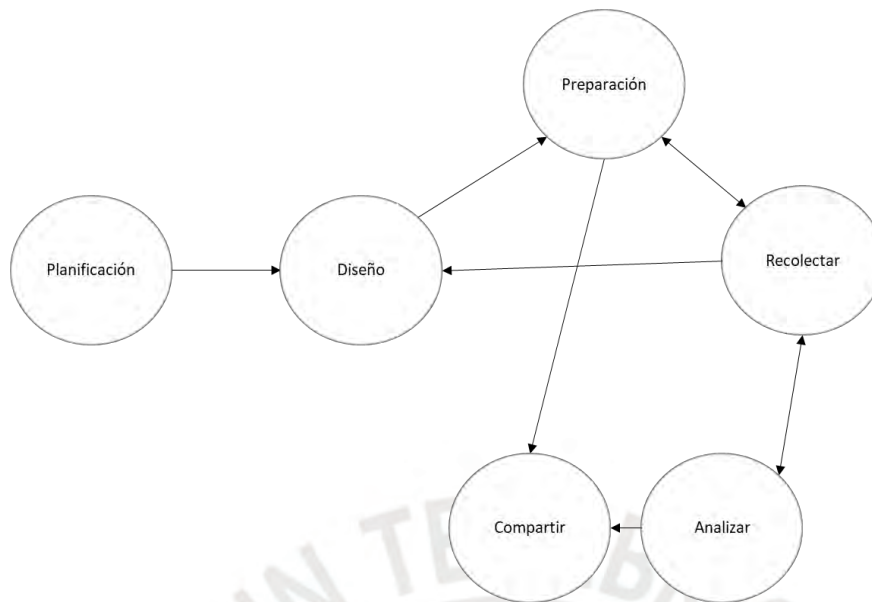 Preparación
Planificación
Diseño
Recolectar
Compartir
Analizar